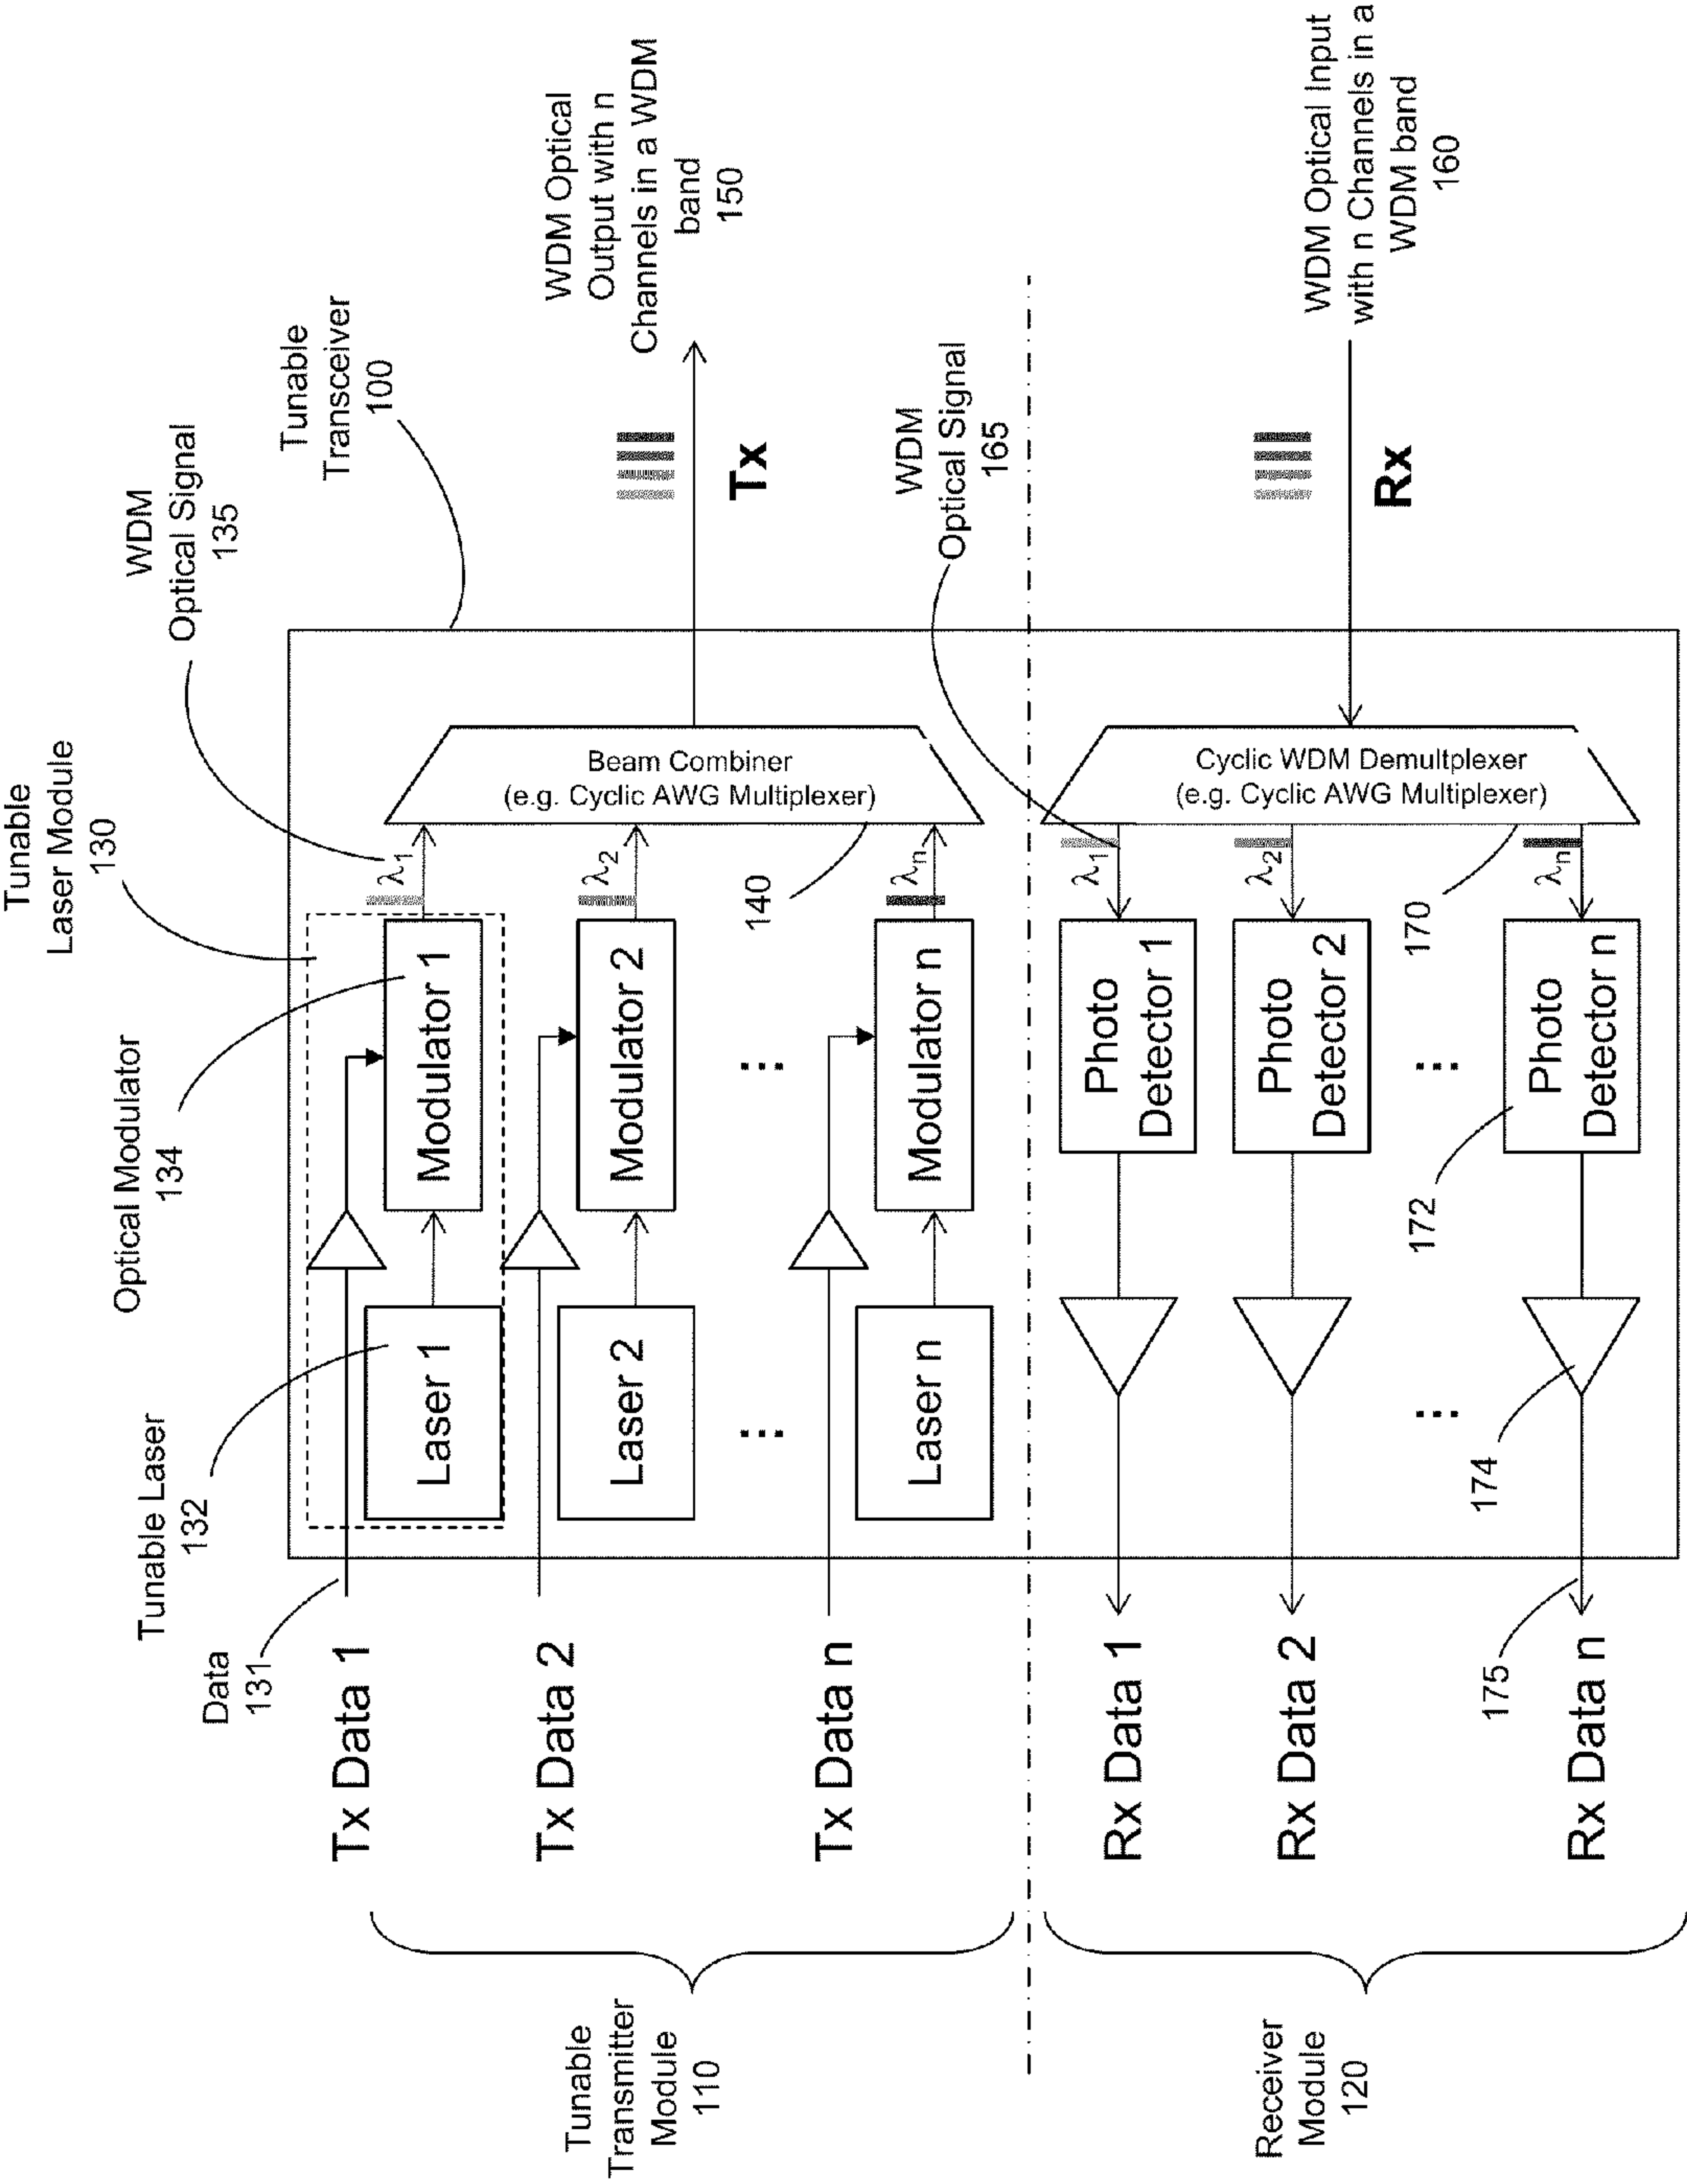 Tunable
Laser Module
130
WDM
Optical Signal
135
Tunable
Transceiver
100
WDM Optical
Output with n
Channels in a WDM
band
150
Optical Modulator
134
Tunable Laser
132
Data
131
Tx Data 1
Laser 1
Modulator 1
λ1
Tx Data 2
Laser 2
Modulator 2
λ2
...
...
Tx Data n
Laser n
Modulator n
λn
140
Beam Combiner
(e.g. Cyclic AWG Multiplexer)
Tx
Tunable
Transmitter
Module
110
WDM
Optical Signal
165
WDM Optical Input
with n Channels in a
WDM band
160
Rx
Cyclic WDM Demultplexer
(e.g. Cyclic AWG Multiplexer)
Rx Data 1
Photo
Detector 1
λ1
Rx Data 2
Photo
Detector 2
λ2
...
...
170
172
174
175
Rx Data n
Photo
Detector n
λn
Receiver
Module
120